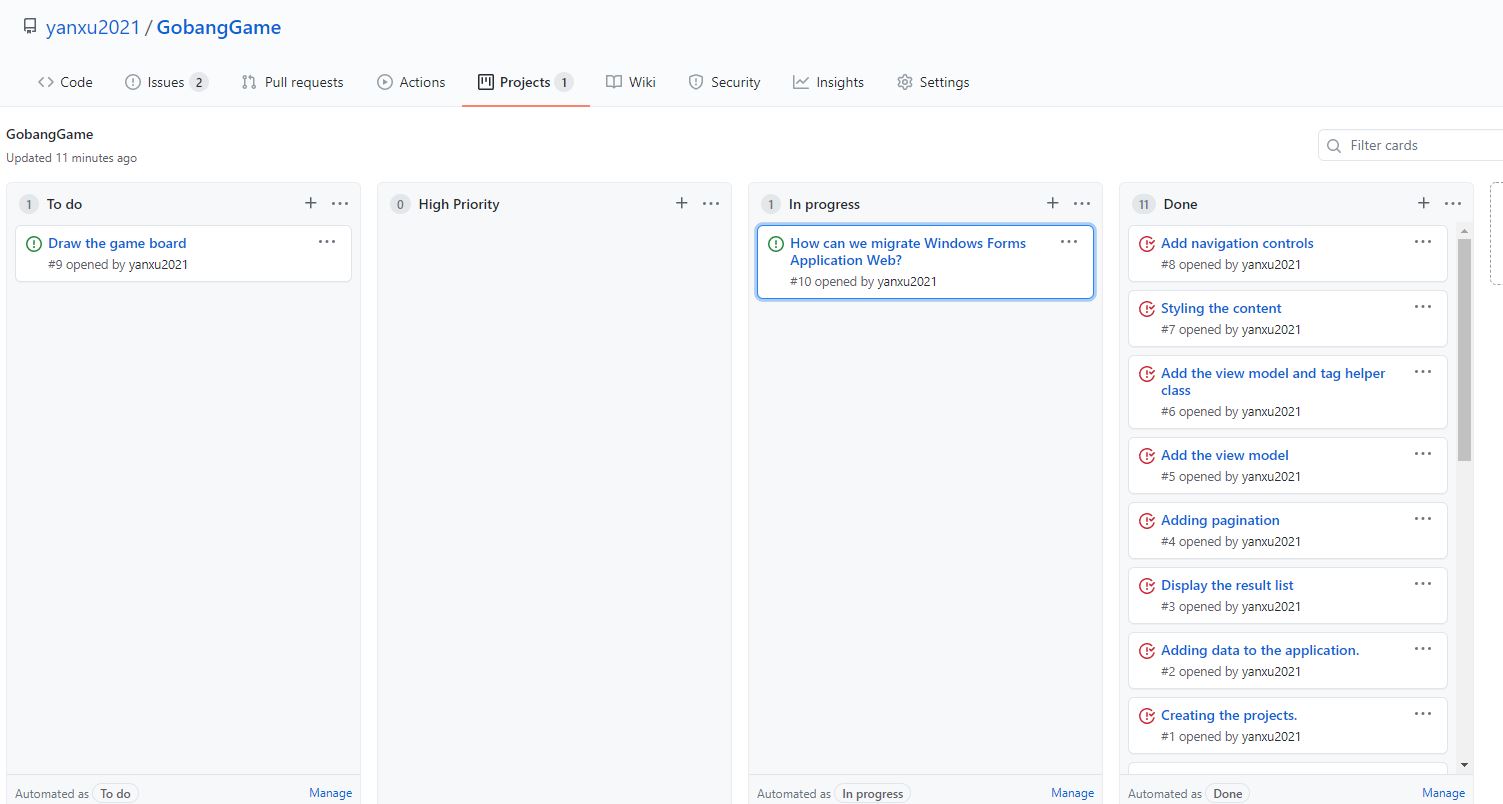 yanxu2021 / GobangGame
Code Issues 2 Pull requests Actions Projects 1 Wiki Security Insights Settings
GobangGame
Updated 11 minutes ago
Filter cards
1 To do
Draw the game board
#9 opened by yanxu2021
Automated as To do Manage
0 High Priority
1 In progress
How can we migrate Windows Forms
Application Web?
#10 opened by yanxu2021
Automated as In progress Manage
11 Done
Add navigation controls
#8 opened by yanxu2021
Styling the content
#7 opened by yanxu2021
Add the view model and tag helper
class
#6 opened by yanxu2021
Add the view model
#5 opened by yanxu2021
Adding pagination
#4 opened by yanxu2021
Display the result list
#3 opened by yanxu2021
Adding data to the application.
#2 opened by yanxu2021
Creating the projects.
#1 opened by yanxu2021
Automated as Done Manage